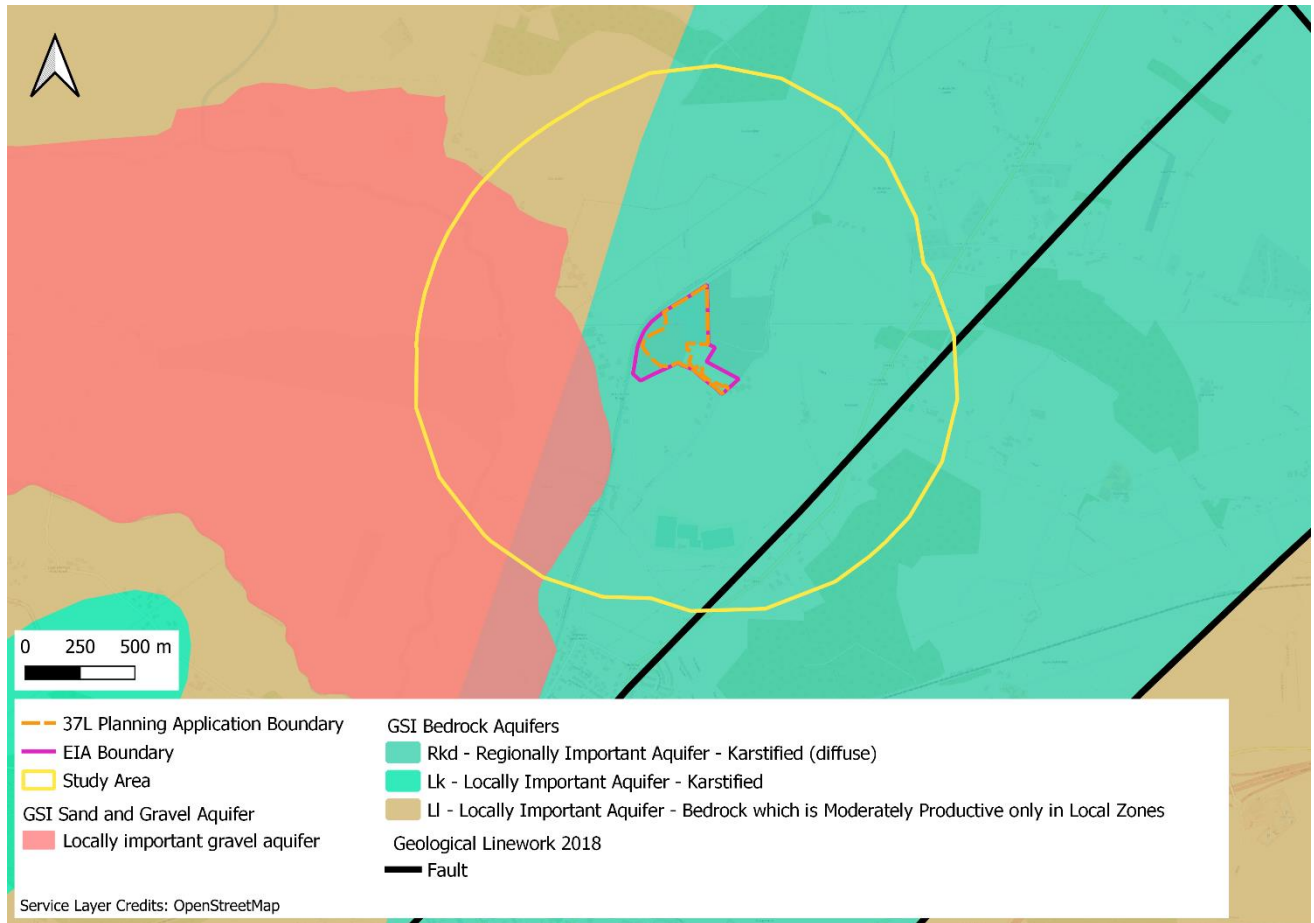 0 250 500 m
37L Planning Application Boundary
EIA Boundary
Study Area
GSI Sand and Gravel Aquifer
Locally important gravel aquifer
GSI Bedrock Aquifers
Rkd - Regionally Important Aquifer - Karstified (diffuse)
Lk - Locally Important Aquifer - Karstified
Ll - Locally Important Aquifer - Bedrock which is Moderately Productive only in Local Zones
Geological Linework 2018
Fault
Service Layer Credits: OpenStreetMap